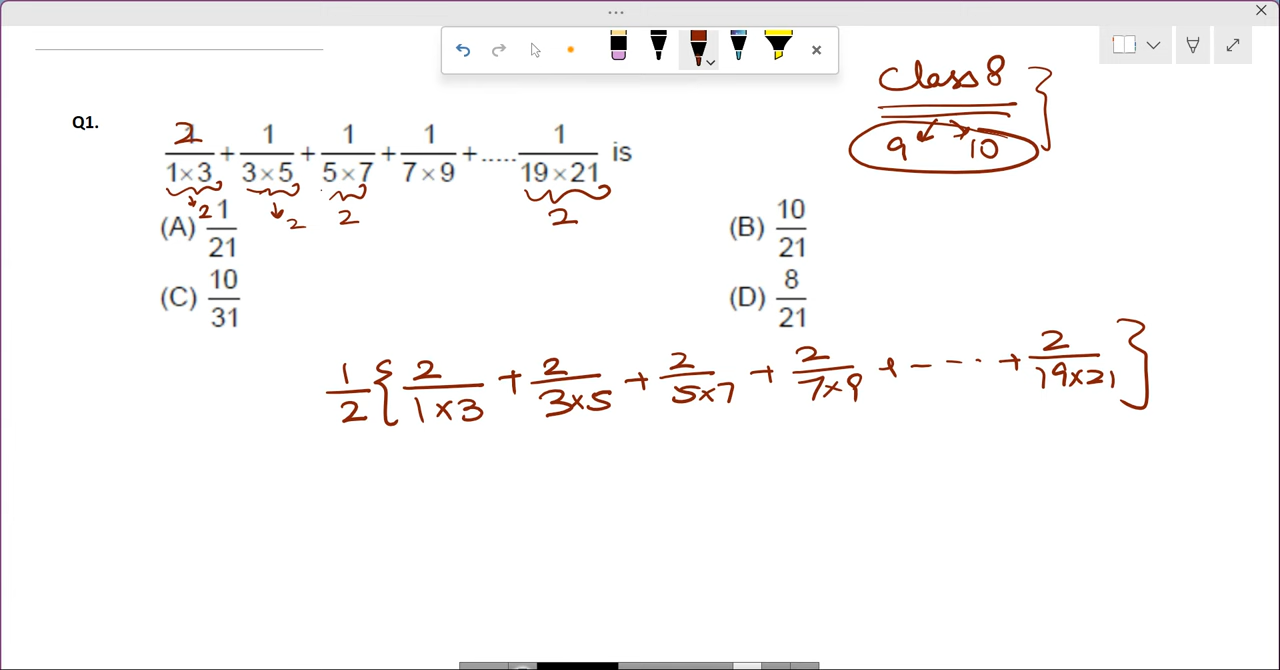 Class 8
9 10
Q1. 2/(1×3) + 1/(3×5) + 1/(5×7) + 1/(7×9) + ..... 1/(19×21) is
2 2 2 2
(A) 1/21 (B) 10/21
(C) 10/31 (D) 8/21
1/2 { 2/(1×3) + 2/(3×5) + 2/(5×7) + 2/(7×9) + - - - . + 2/(19×21) }